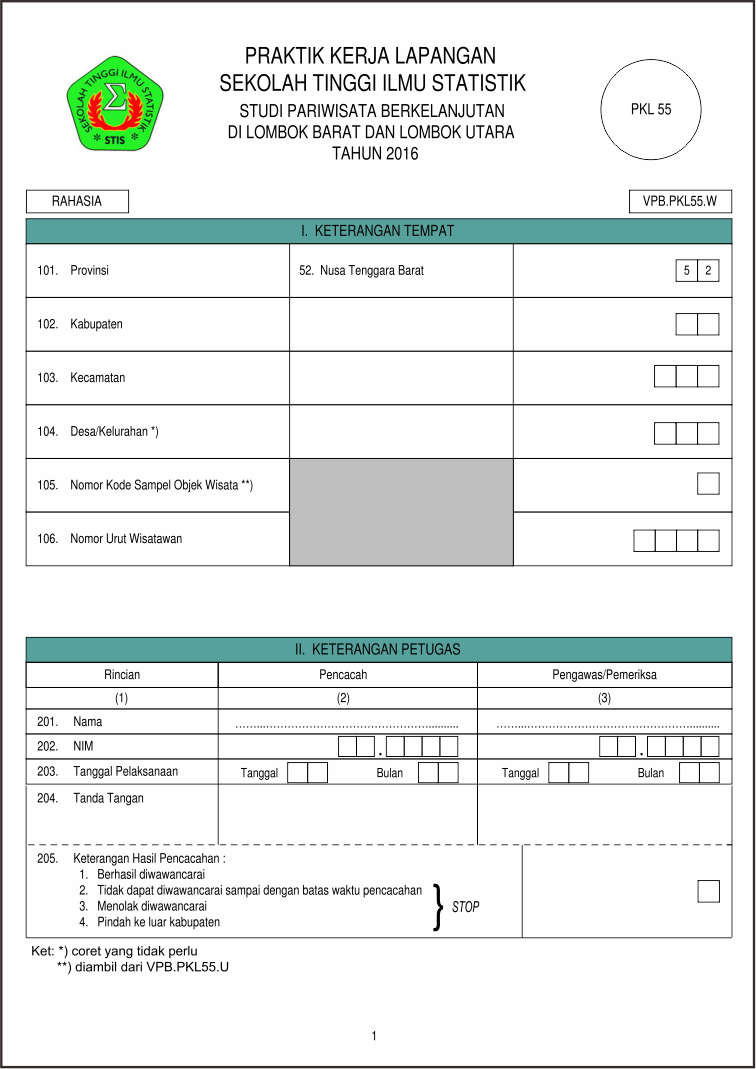 PRAKTIK KERJA LAPANGAN
SEKOLAH TINGGI ILMU STATISTIK
STUDI PARIWISATA BERKELANJUTAN
DI LOMBOK BARAT DAN LOMBOK UTARA
TAHUN 2016
SEKOLAH TINGGI ILMU STATISTIK
Σ
* STIS *
PKL 55
RAHASIA
VPB.PKL55.W
I. KETERANGAN TEMPAT
101. Provinsi 52. Nusa Tenggara Barat 5 2
102. Kabupaten
103. Kecamatan
104. Desa/Kelurahan *)
105. Nomor Kode Sampel Objek Wisata **)
106. Nomor Urut Wisatawan
II. KETERANGAN PETUGAS
Rincian Pencacah Pengawas/Pemeriksa
(1) (2) (3)
201. Nama ................................................ ................................................
202. NIM . .
203. Tanggal Pelaksanaan Tanggal Bulan Tanggal Bulan
204. Tanda Tangan
205. Keterangan Hasil Pencacahan :
1. Berhasil diwawancarai
2. Tidak dapat diwawancarai sampai dengan batas waktu pencacahan
3. Menolak diwawancarai } STOP
4. Pindah ke luar kabupaten
Ket: *) coret yang tidak perlu
**) diambil dari VPB.PKL55.U
1